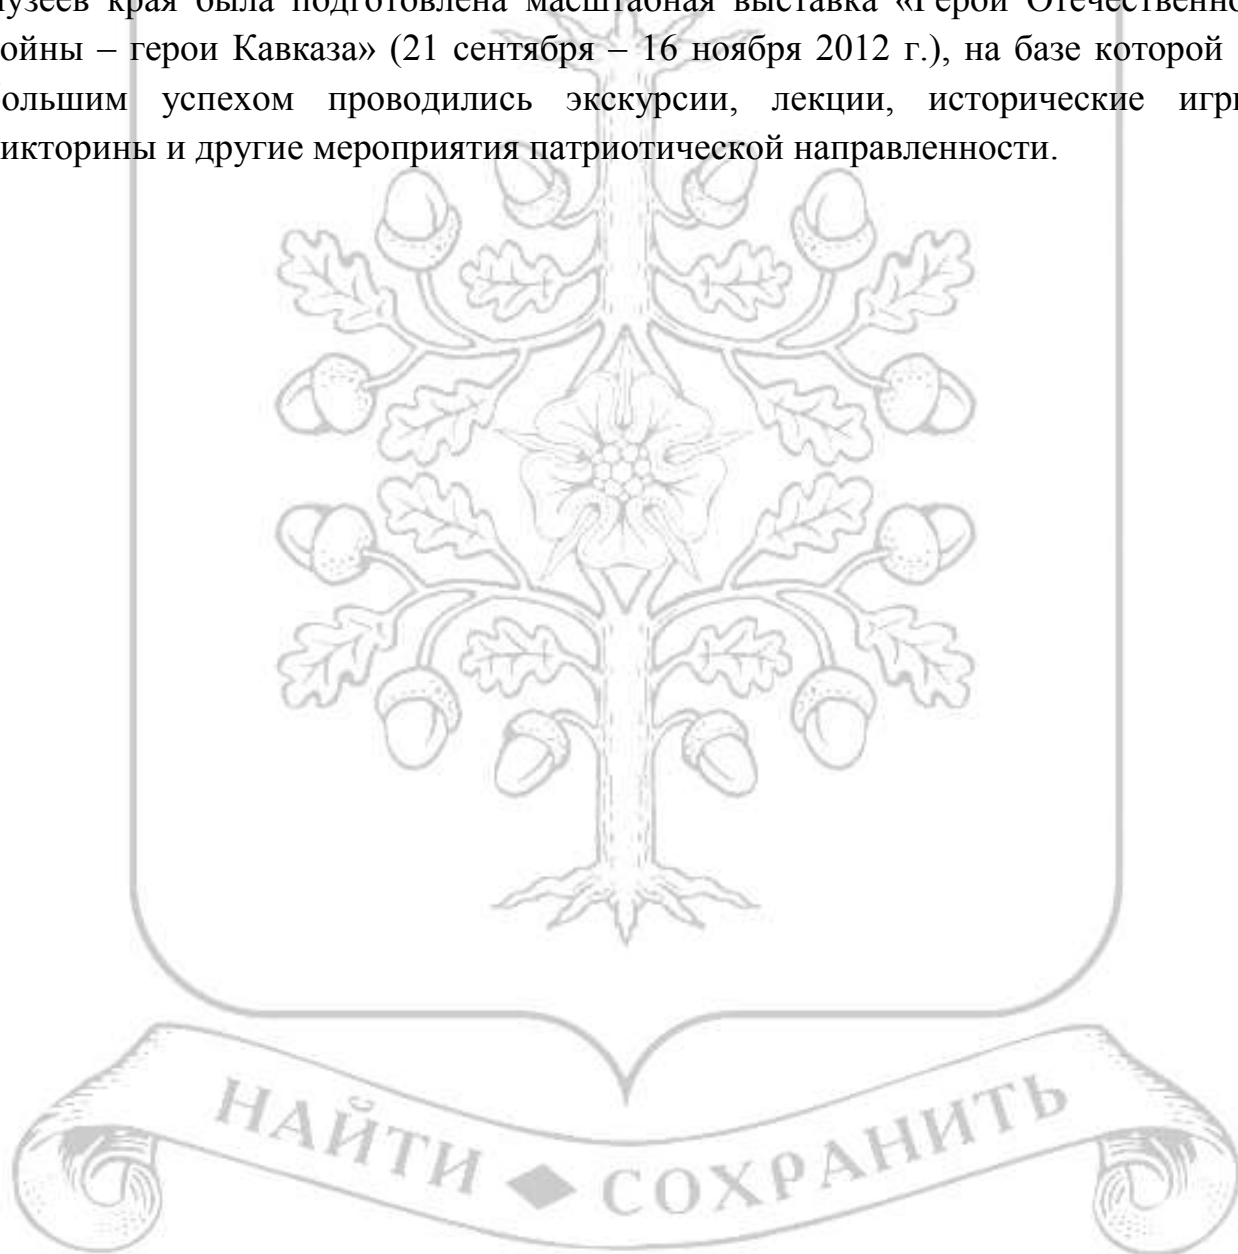 узеев края была подготовлена масштабная выставка «Герои Отечественно
ойны – герои Кавказа» (21 сентября – 16 ноября 2012 г.), на базе которой
ольшим успехом проводились экскурсии, лекции, исторические игр
икторины и другие мероприятия патриотической направленности.
НАЙТИ ◆ СОХРАНИТЬ